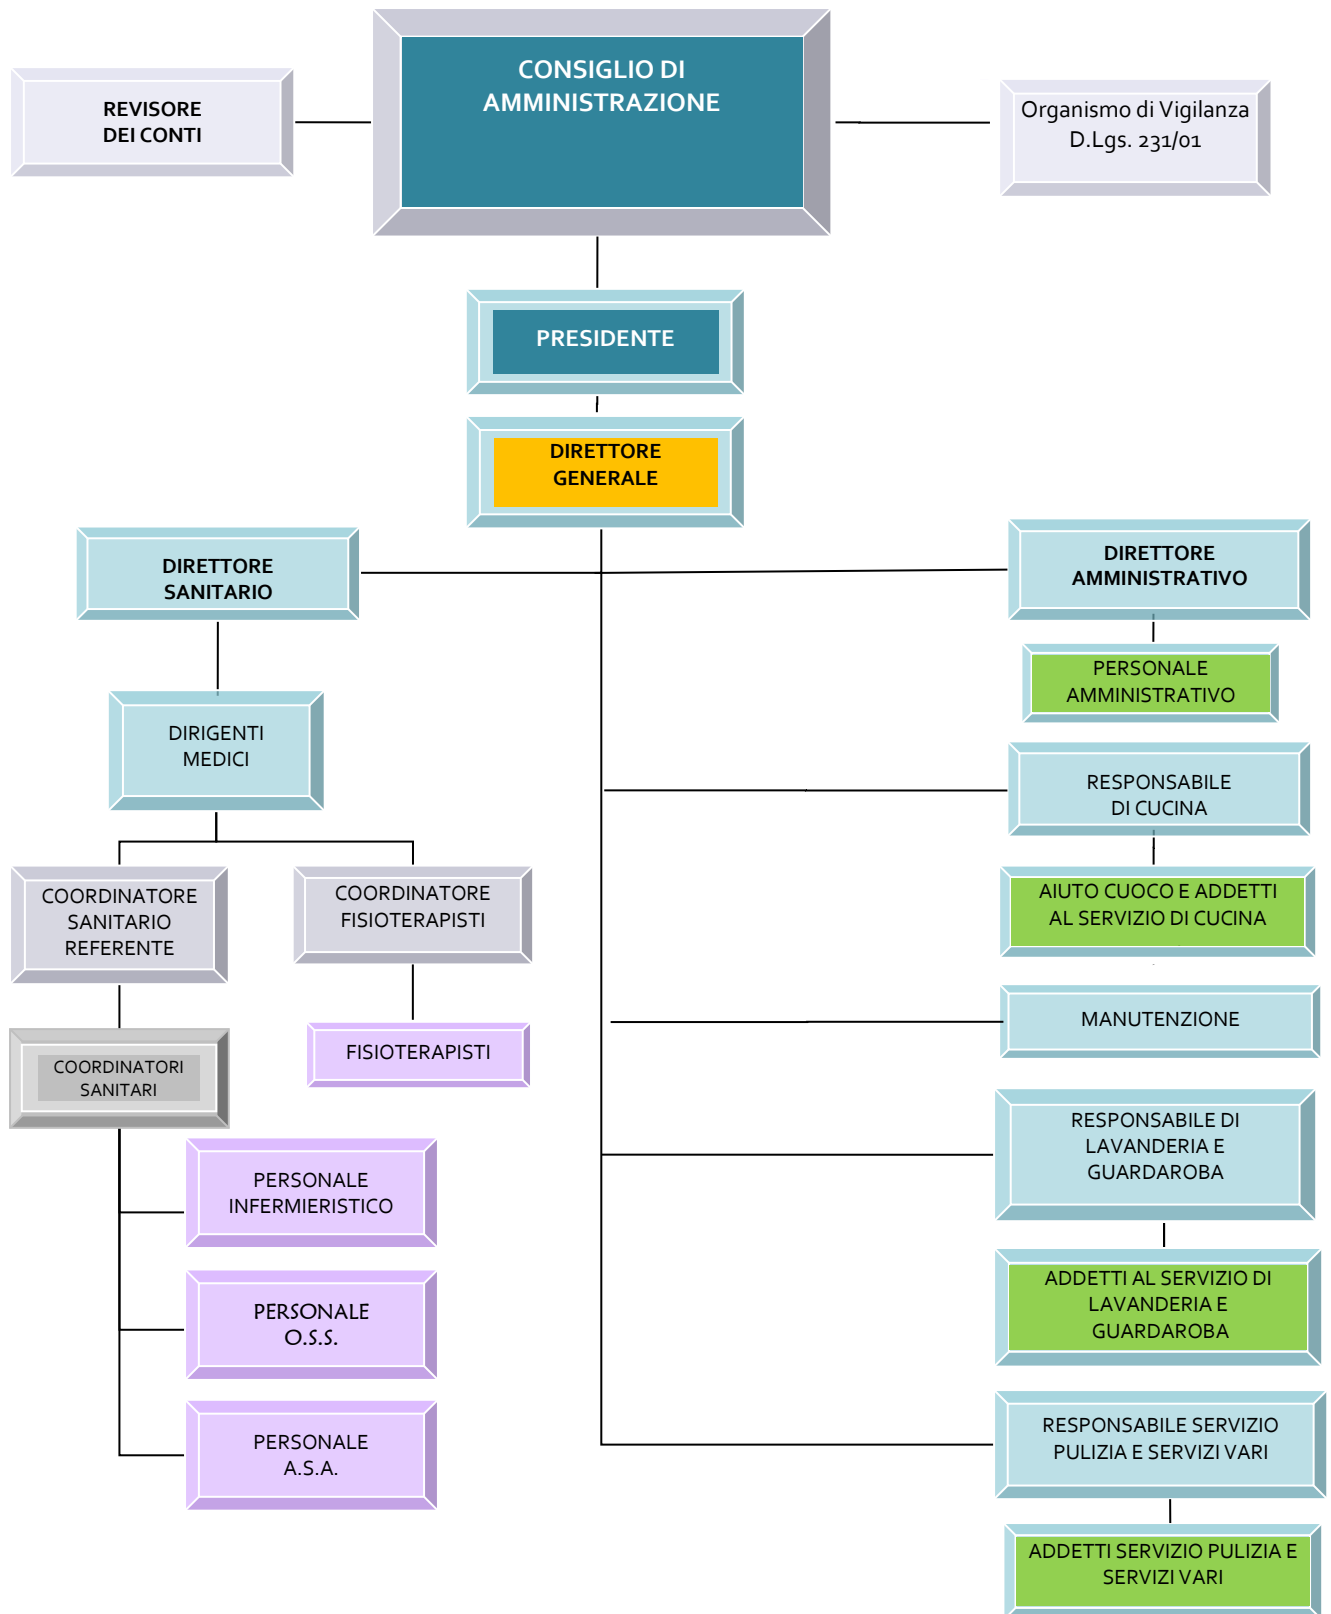 CONSIGLIO DI
AMMINISTRAZIONE
REVISORE
DEI CONTI
Organismo di Vigilanza
D.Lgs. 231/01
PRESIDENTE
DIRETTORE
GENERALE
DIRETTORE
SANITARIO
DIRETTORE
AMMINISTRATIVO
PERSONALE
AMMINISTRATIVO
DIRIGENTI
MEDICI
RESPONSABILE
DI CUCINA
COORDINATORE
SANITARIO
REFERENTE
COORDINATORE
FISIOTERAPISTI
AIUTO CUOCO E ADDETTI
AL SERVIZIO DI CUCINA
MANUTENZIONE
FISIOTERAPISTI
COORDINATORI
SANITARI
RESPONSABILE DI
LAVANDERIA E
GUARDAROBA
PERSONALE
INFERMIERISTICO
ADDETTI AL SERVIZIO DI
LAVANDERIA E
GUARDAROBA
PERSONALE
O.S.S.
RESPONSABILE SERVIZIO
PULIZIA E SERVIZI VARI
PERSONALE
A.S.A.
ADDETTI SERVIZIO PULIZIA E
SERVIZI VARI